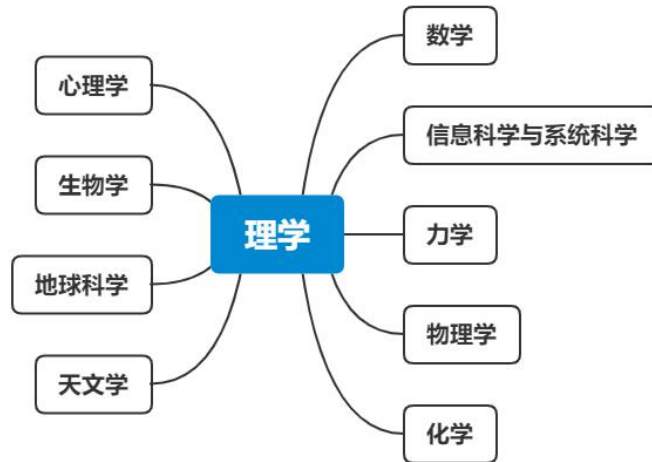 理学
数学
信息科学与系统科学
力学
物理学
化学
心理学
生物学
地球科学
天文学